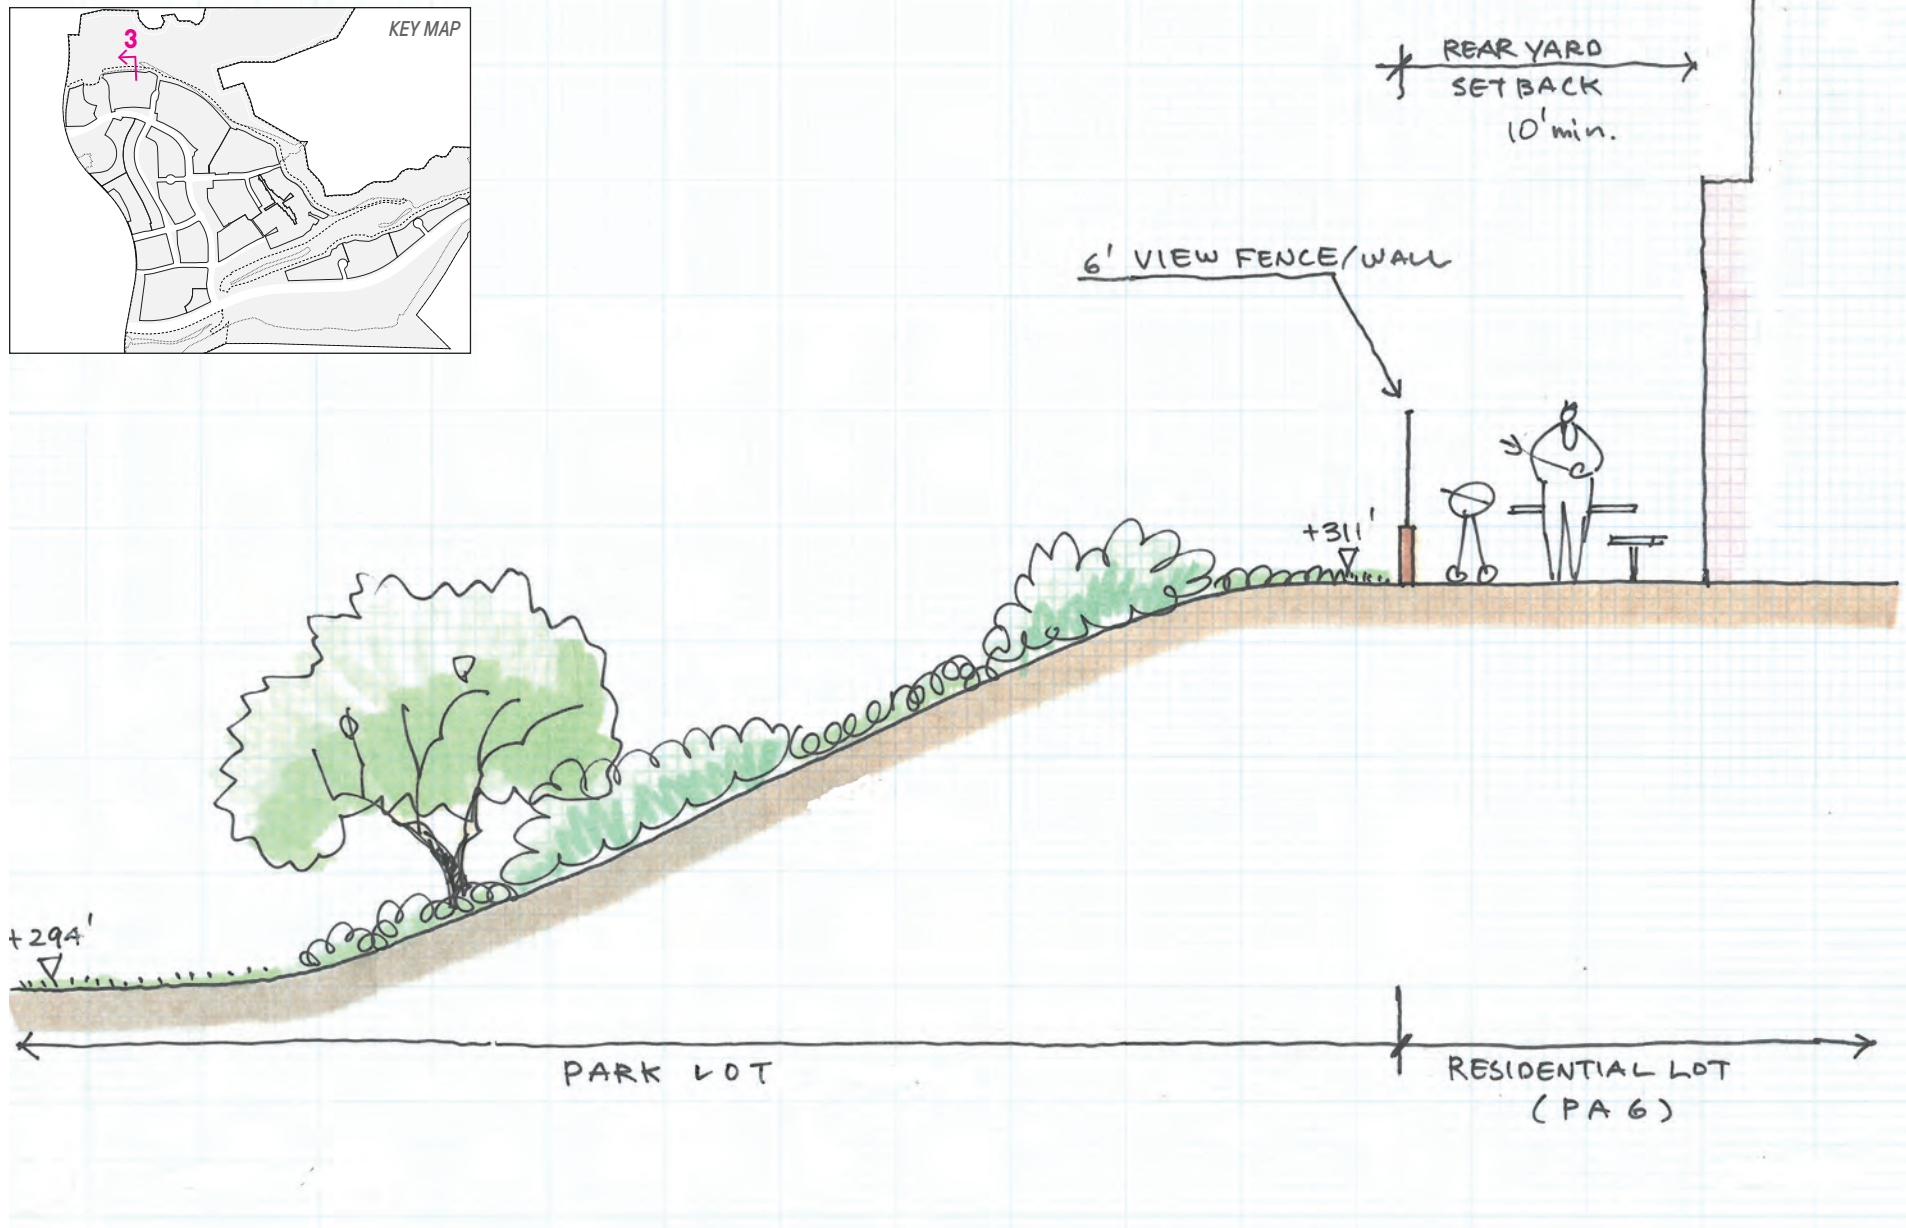 3
KEY MAP
REAR YARD
SETBACK
10' min.
6' VIEW FENCE/WALL
+311'
+294'
PARK LOT
RESIDENTIAL LOT
(PA 6)